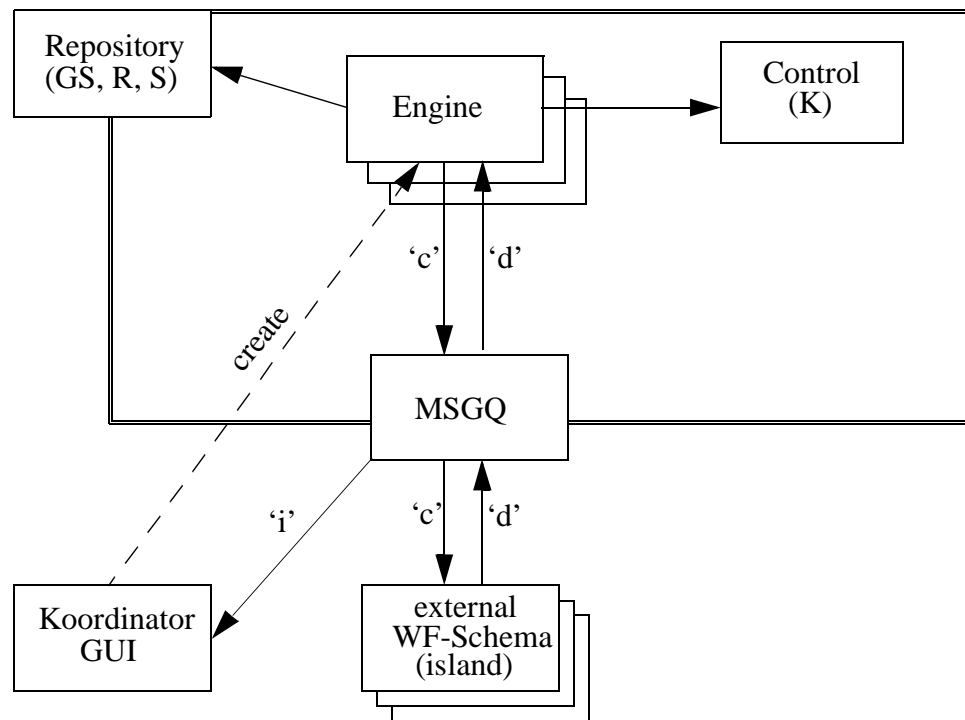 Repository
(GS, R, S)
Engine
Control
(K)
‘c’
‘d’
create
MSGQ
‘i’
‘c’
‘d’
Koordinator
GUI
external
WF-Schema
(island)